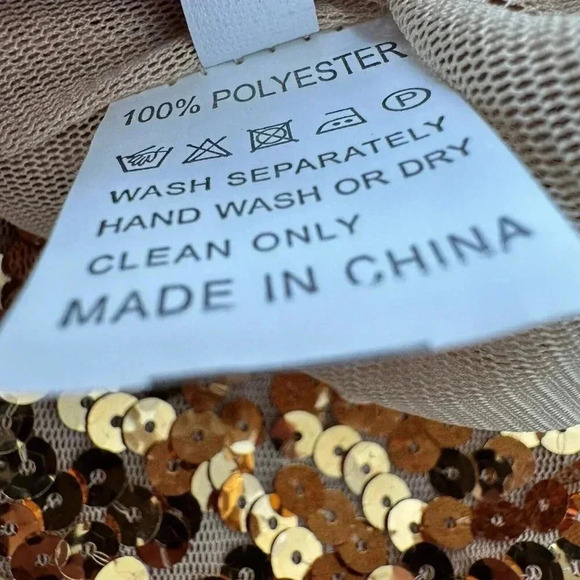 100% POLYESTER
P
WASH SEPARATELY
HAND WASH OR DRY
CLEAN ONLY
MADE IN CHINA